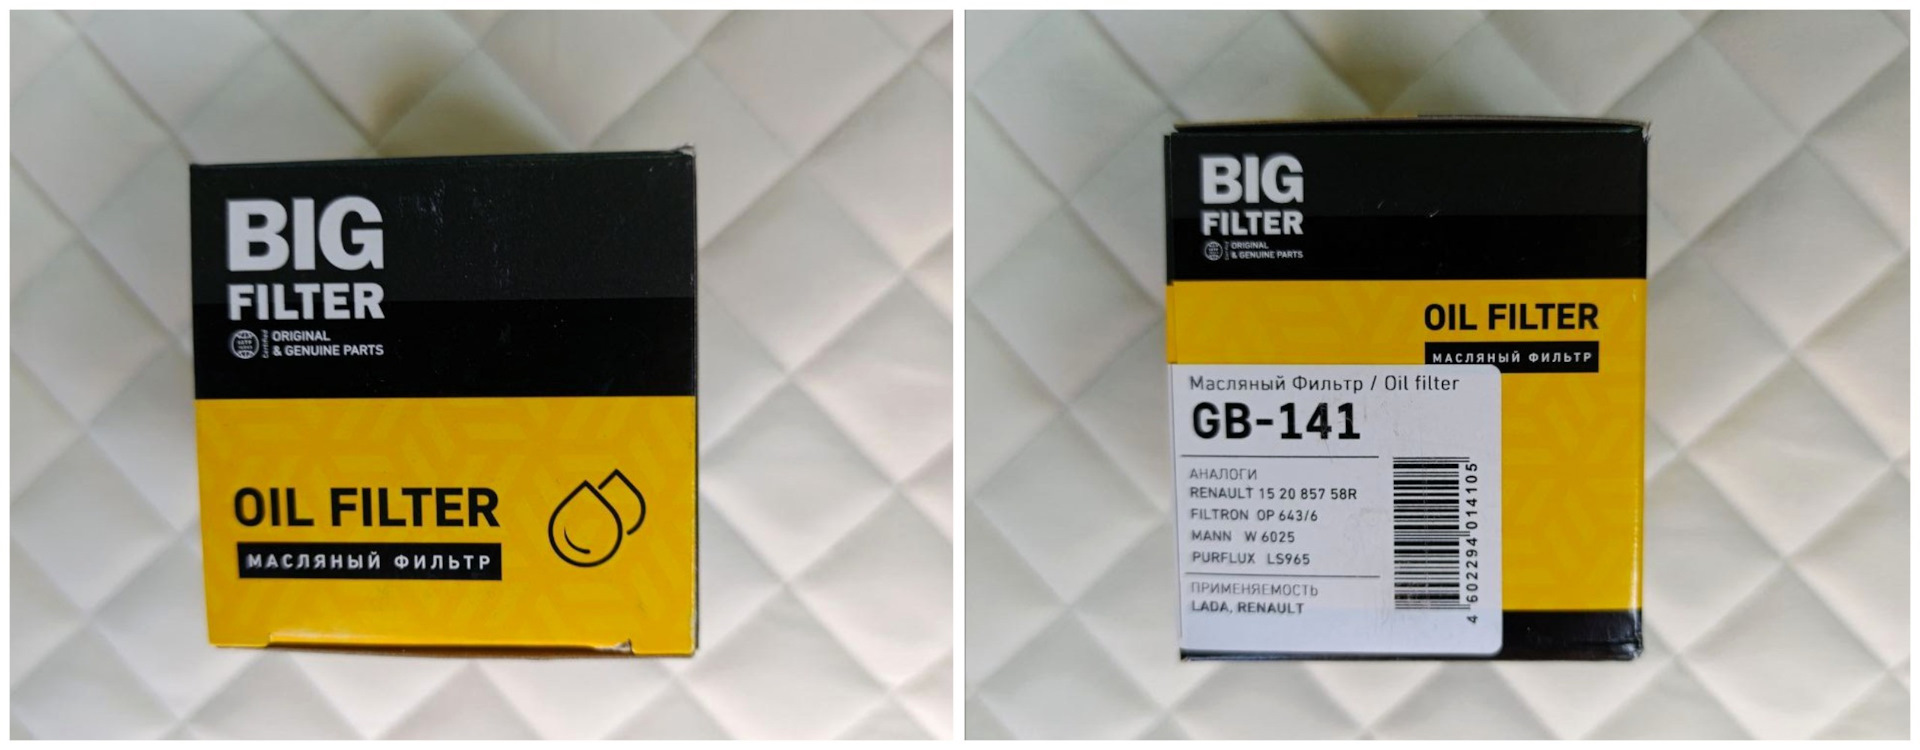 BIG
FILTER
ORIGINAL
& GENUINE PARTS
OIL FILTER
МАСЛЯНЫЙ ФИЛЬТР
BIG
FILTER
ORIGINAL
& GENUINE PARTS
OIL FILTER
МАСЛЯНЫЙ ФИЛЬТР
Масляный Фильтр / Oil filter
GB-141
АНАЛОГИ
RENAULT 15 20 857 58R
FILTRON OP 643/6
MANN W 6025
PURFLUX LS965
ПРИМЕНЯЕМОСТЬ
LADA, RENAULT
4 602294 014105